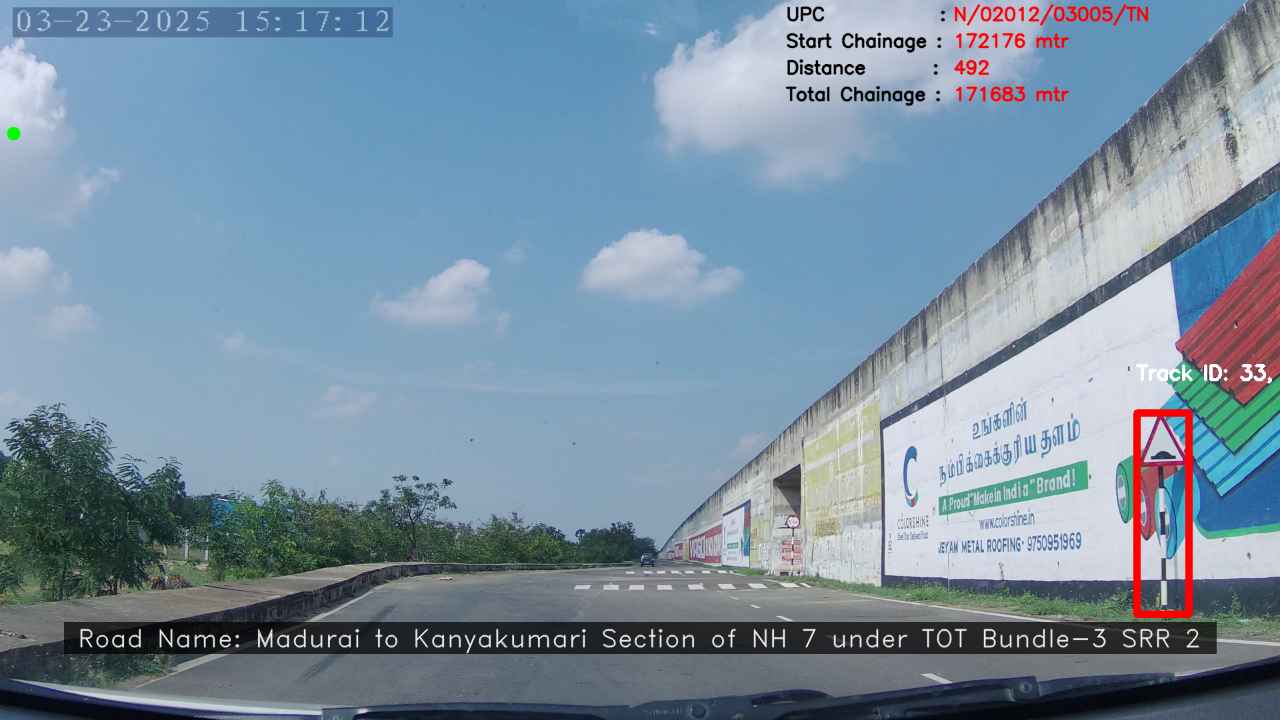 03-23-2025 15:17:12
UPC : N/02012/03005/TN
Start Chainage : 172176 mtr
Distance : 492
Total Chainage : 171683 mtr
Track ID: 33,
உங்களின்
நம்பிக்கைக்குரிய தளம்
A Proud "Make in India" Brand!
COLORSHINE
www.colorshine.in
JEYAM METAL ROOFING· 9750951969
Road Name: Madurai to Kanyakumari Section of NH 7 under TOT Bundle-3 SRR 2